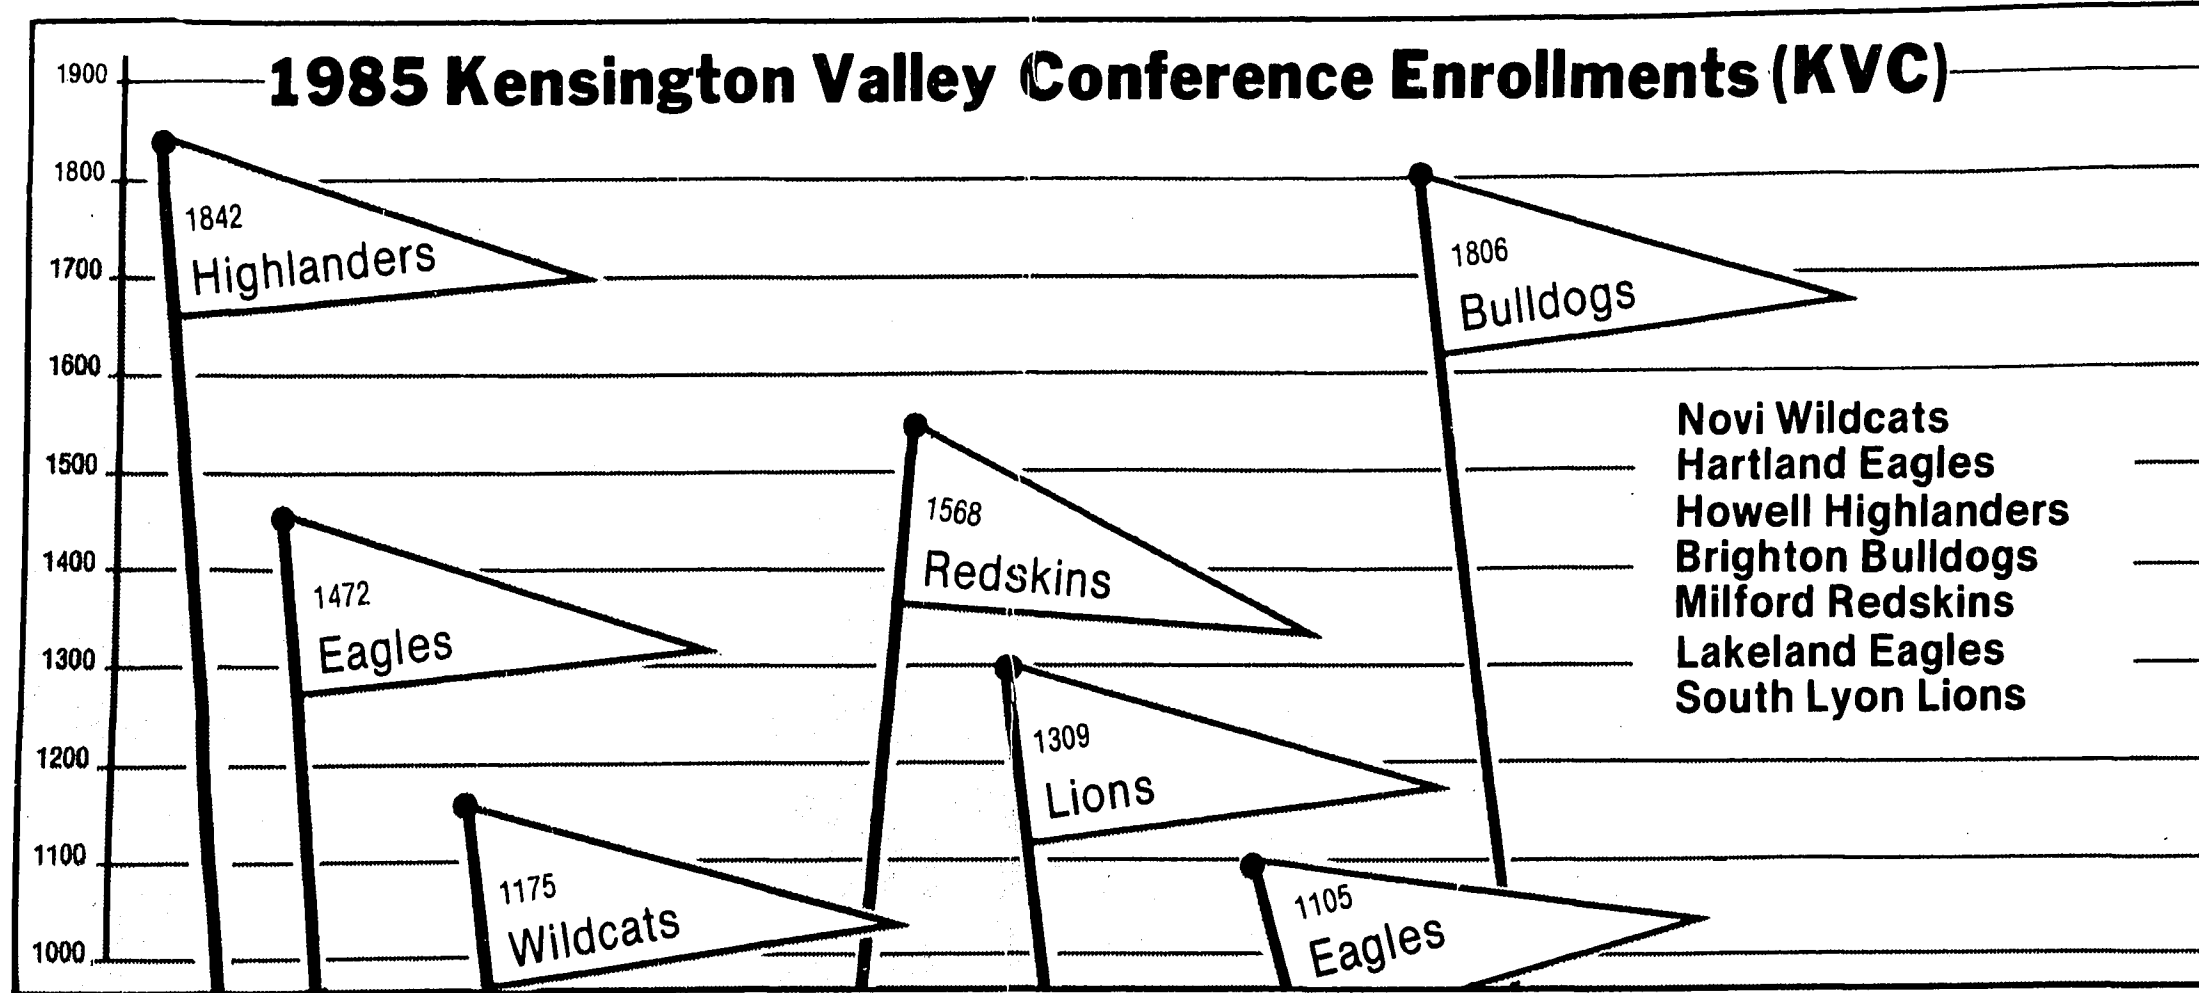 1985 Kensington Valley Conference Enrollments (KVC)
1900
1800
1700
1600
1500
1400
1300
1200
1100
1000
1842
Highlanders
1472
Eagles
1175
Wildcats
1568
Redskins
1309
Lions
1105
Eagles
1806
Bulldogs
Novi Wildcats
Hartland Eagles
Howell Highlanders
Brighton Bulldogs
Milford Redskins
Lakeland Eagles
South Lyon Lions